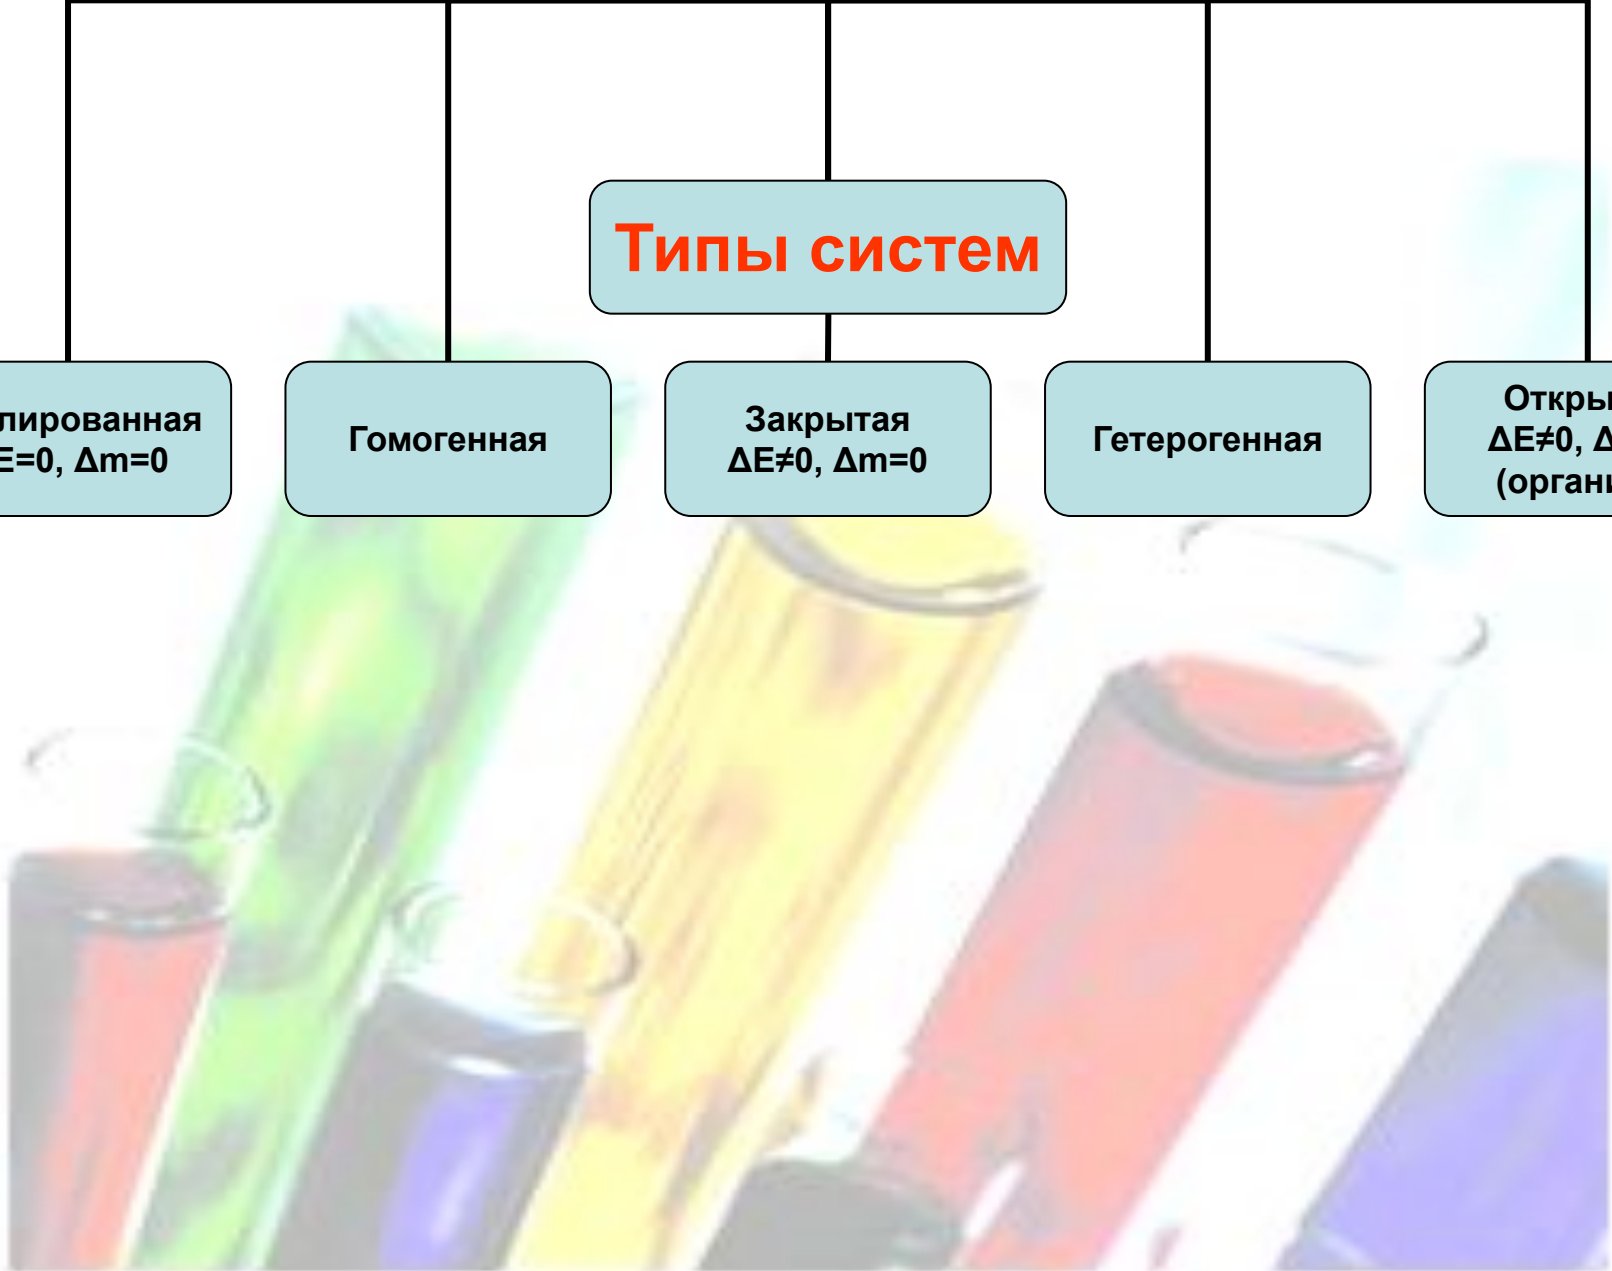 Типы систем
лированная
E=0, Δm=0
Гомогенная
Закрытая
ΔE≠0, Δm=0
Гетерогенная
Откры
ΔE≠0, Δ
(органи